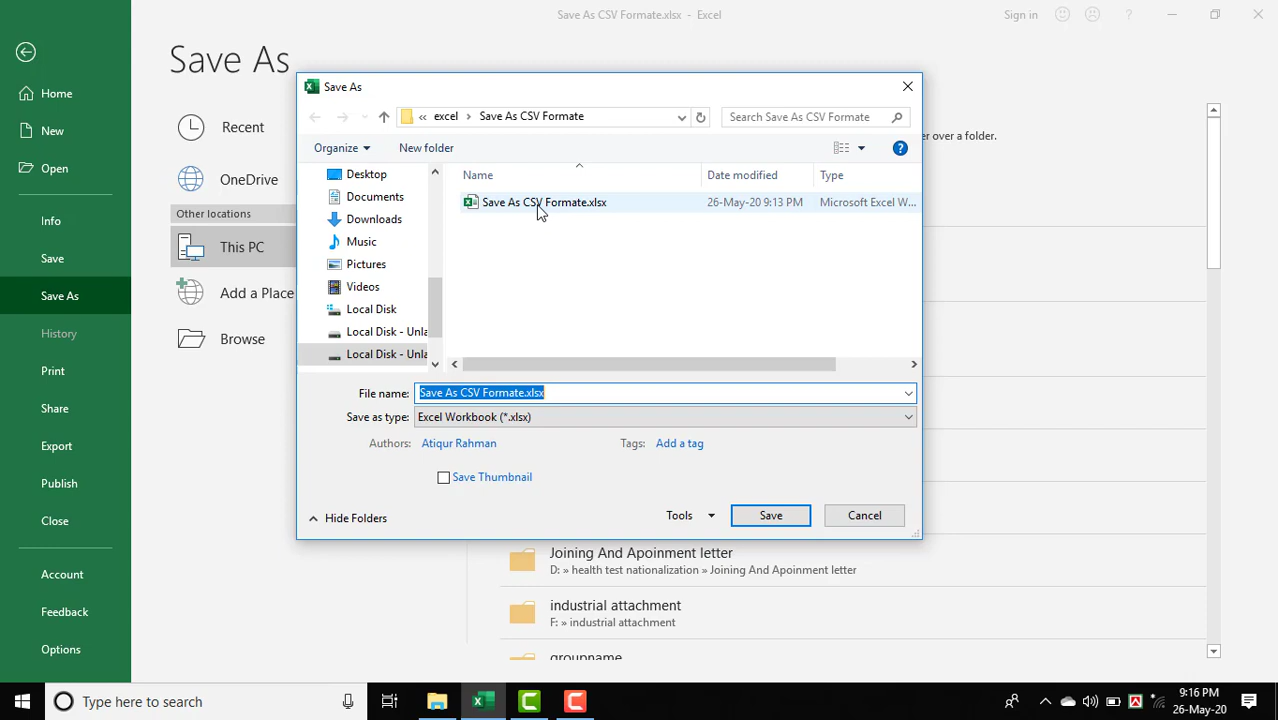 Save As CSV Formate.xlsx - Excel
Sign in
?
Save As
Home
New
Open
Info
Save
Save As
History
Print
Share
Export
Publish
Close
Account
Feedback
Options
Recent
OneDrive
Other locations
This PC
Add a Place
Browse
er over a folder.
Save As
« excel › Save As CSV Formate
Search Save As CSV Formate
Organize
New folder
?
Desktop
Documents
Downloads
Music
Pictures
Videos
Local Disk
Local Disk - Unla
Local Disk - Unla
Name Date modified Type
Save As CSV Formate.xlsx 26-May-20 9:13 PM Microsoft Excel W...
File name: Save As CSV Formate.xlsx
Save as type: Excel Workbook (*.xlsx)
Authors: Atiqur Rahman Tags: Add a tag
Save Thumbnail
Hide Folders
Tools
Save
Cancel
Joining And Apoinment letter
D: » health test nationalization » Joining And Apoinment letter
industrial attachment
F: » industrial attachment
groupname
Type here to search
9:16 PM
26-May-20